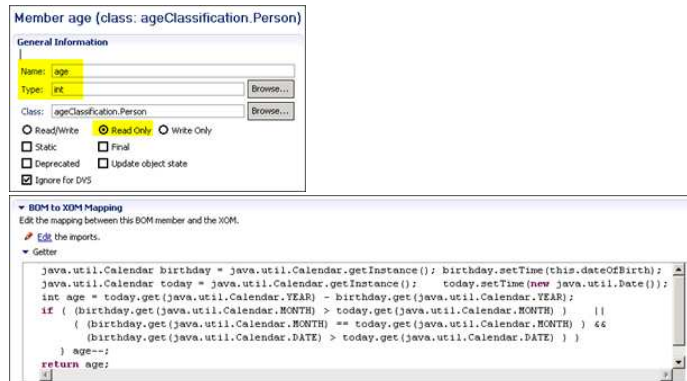 Member age (class: ageClassification.Person)
General Information
Name: age
Type: int Browse...
Class: ageClassification.Person Browse...
Read/Write Read Only Write Only
Static Final
Deprecated Update object state
Ignore for DVS
BOM to XOM Mapping
Edit the mapping between this BOM member and the XOM.
Edit the imports.
Getter
java.util.Calendar birthday = java.util.Calendar.getInstance(); birthday.setTime(this.dateOfBirth);
java.util.Calendar today = java.util.Calendar.getInstance(); today.setTime(new java.util.Date());
int age = today.get(java.util.Calendar.YEAR) - birthday.get(java.util.Calendar.YEAR);
if ( (birthday.get(java.util.Calendar.MONTH) > today.get(java.util.Calendar.MONTH) ) ||
( (birthday.get(java.util.Calendar.MONTH) == today.get(java.util.Calendar.MONTH) ) &&
(birthday.get(java.util.Calendar.DATE) > today.get(java.util.Calendar.DATE) ) )
) age--;
return age;